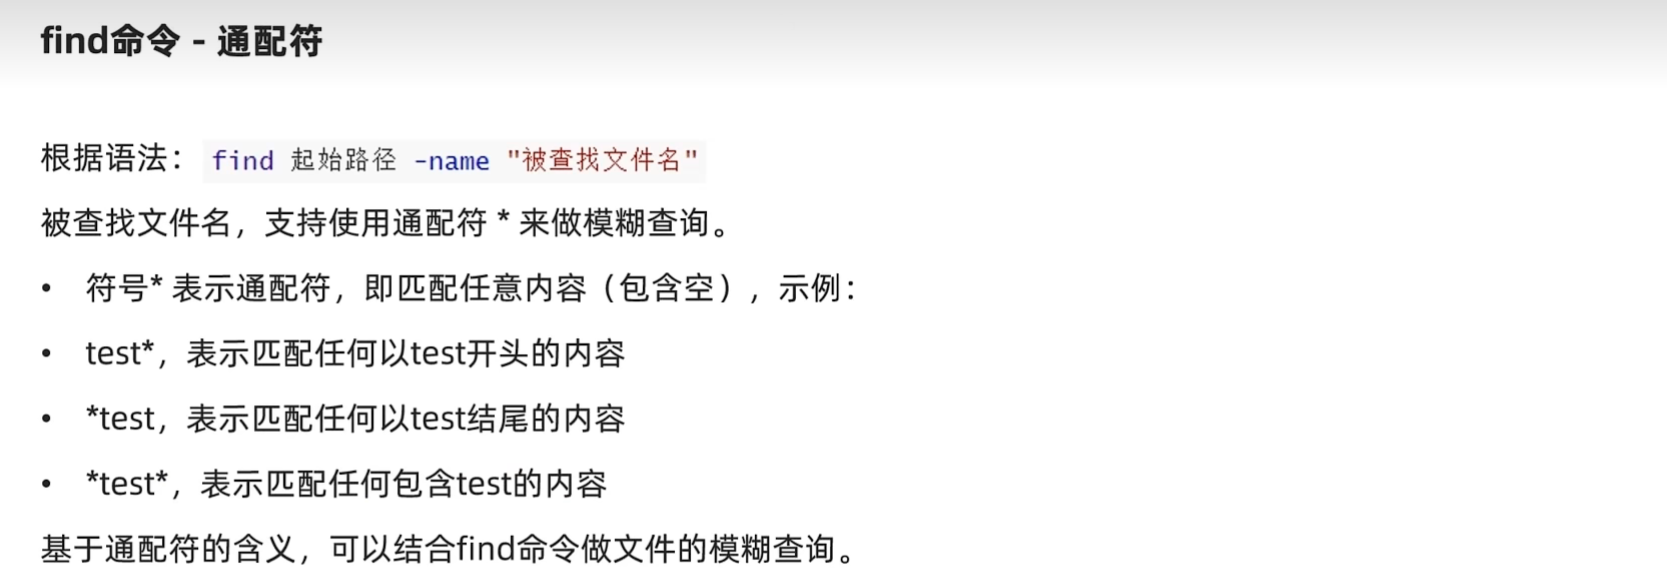 find命令 - 通配符
根据语法： find 起始路径 -name "被查找文件名"
被查找文件名，支持使用通配符 * 来做模糊查询。
• 符号* 表示通配符，即匹配任意内容（包含空），示例：
• test*，表示匹配任何以test开头的内容
• *test，表示匹配任何以test结尾的内容
• *test*，表示匹配任何包含test的内容
基于通配符的含义，可以结合find命令做文件的模糊查询。